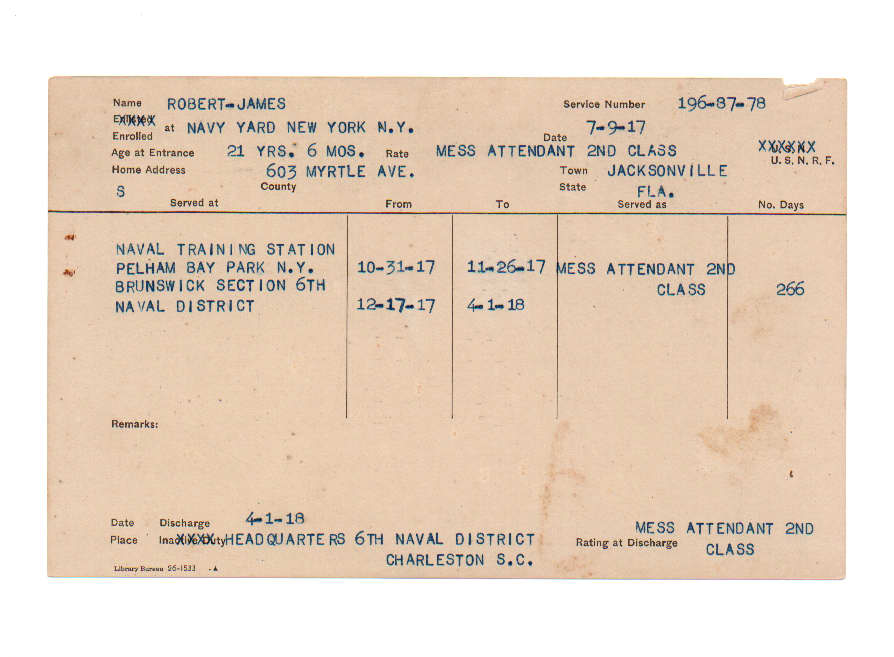 Name ROBERT-JAMES Service Number 196-87-78
Enrolled at NAVY YARD NEW YORK N.Y. Date 7-9-17
Age at Entrance 21 YRS. 6 MOS. Rate MESS ATTENDANT 2ND CLASS U. S. N. R. F.
Home Address 603 MYRTLE AVE. Town JACKSONVILLE
S County State FLA.
Served at From To Served as No. Days
NAVAL TRAINING STATION
PELHAM BAY PARK N.Y. 10-31-17 11-26-17 MESS ATTENDANT 2ND
BRUNSWICK SECTION 6TH CLASS 266
NAVAL DISTRICT 12-17-17 4-1-18
Remarks:
Date Discharge 4-1-18
Place HEADQUARTERS 6TH NAVAL DISTRICT
CHARLESTON S.C.
Rating at Discharge MESS ATTENDANT 2ND
CLASS
Library Bureau 26-1533